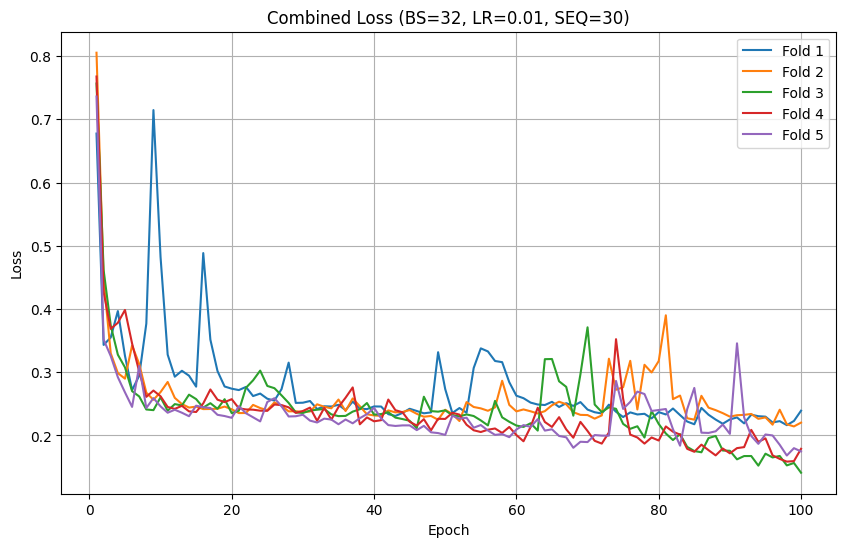 Combined Loss (BS=32, LR=0.01, SEQ=30)
Fold 1
Fold 2
Fold 3
Fold 4
Fold 5
Loss
0.8
0.7
0.6
0.5
0.4
0.3
0.2
0 20 40 60 80 100
Epoch